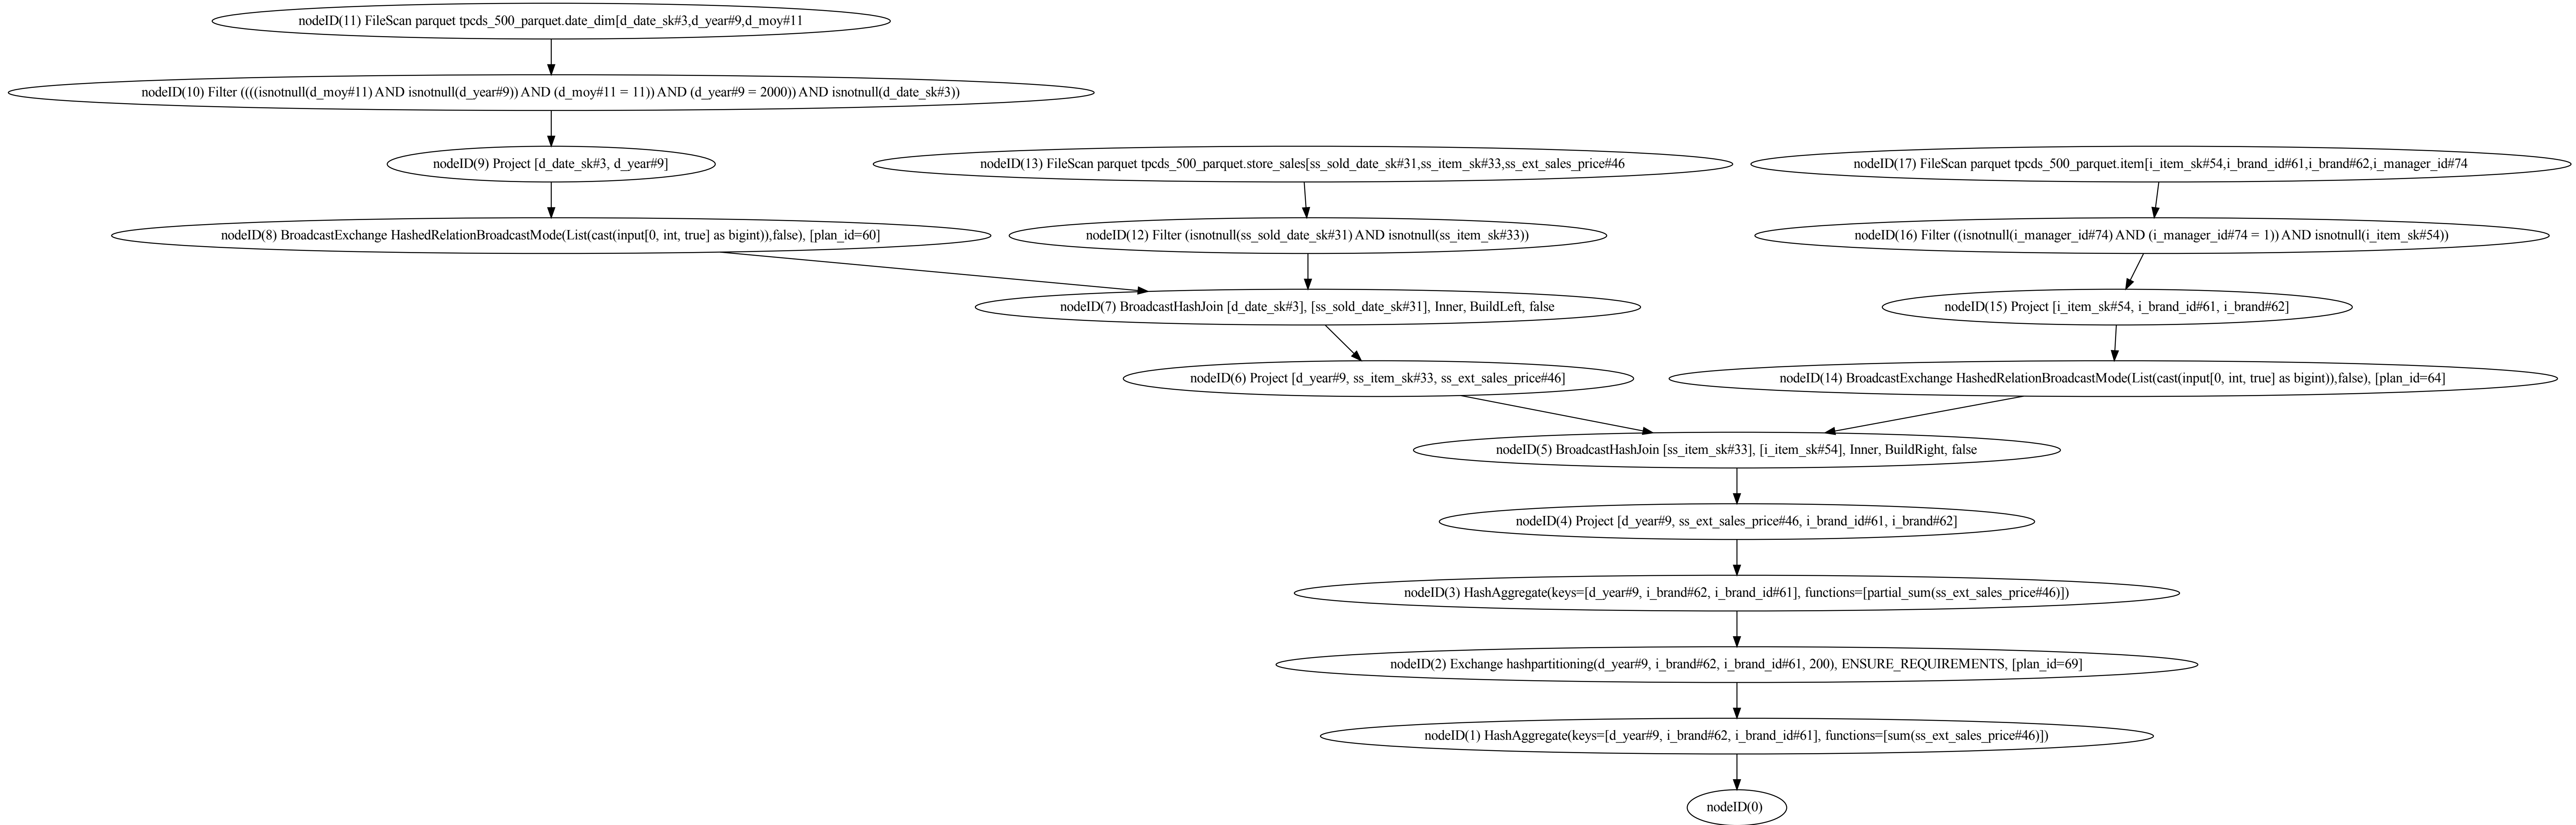 nodeID(11) FileScan parquet tpcds_500_parquet.date_dim[d_date_sk#3,d_year#9,d_moy#11
nodeID(10) Filter ((((isnotnull(d_moy#11) AND isnotnull(d_year#9)) AND (d_moy#11 = 11)) AND (d_year#9 = 2000)) AND isnotnull(d_date_sk#3))
nodeID(9) Project [d_date_sk#3, d_year#9]
nodeID(13) FileScan parquet tpcds_500_parquet.store_sales[ss_sold_date_sk#31,ss_item_sk#33,ss_ext_sales_price#46
nodeID(17) FileScan parquet tpcds_500_parquet.item[i_item_sk#54,i_brand_id#61,i_brand#62,i_manager_id#74
nodeID(8) BroadcastExchange HashedRelationBroadcastMode(List(cast(input[0, int, true] as bigint)),false), [plan_id=60]
nodeID(12) Filter (isnotnull(ss_sold_date_sk#31) AND isnotnull(ss_item_sk#33))
nodeID(16) Filter ((isnotnull(i_manager_id#74) AND (i_manager_id#74 = 1)) AND isnotnull(i_item_sk#54))
nodeID(7) BroadcastHashJoin [d_date_sk#3], [ss_sold_date_sk#31], Inner, BuildLeft, false
nodeID(15) Project [i_item_sk#54, i_brand_id#61, i_brand#62]
nodeID(6) Project [d_year#9, ss_item_sk#33, ss_ext_sales_price#46]
nodeID(14) BroadcastExchange HashedRelationBroadcastMode(List(cast(input[0, int, true] as bigint)),false), [plan_id=64]
nodeID(5) BroadcastHashJoin [ss_item_sk#33], [i_item_sk#54], Inner, BuildRight, false
nodeID(4) Project [d_year#9, ss_ext_sales_price#46, i_brand_id#61, i_brand#62]
nodeID(3) HashAggregate(keys=[d_year#9, i_brand#62, i_brand_id#61], functions=[partial_sum(ss_ext_sales_price#46)])
nodeID(2) Exchange hashpartitioning(d_year#9, i_brand#62, i_brand_id#61, 200), ENSURE_REQUIREMENTS, [plan_id=69]
nodeID(1) HashAggregate(keys=[d_year#9, i_brand#62, i_brand_id#61], functions=[sum(ss_ext_sales_price#46)])
nodeID(0)